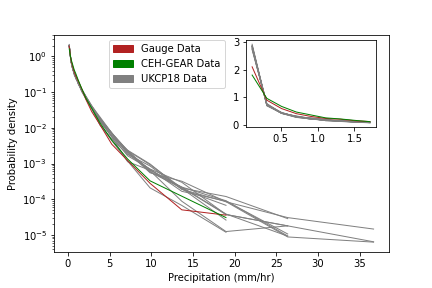 Gauge Data
CEH-GEAR Data
UKCP18 Data
3
2
1
0
0.5 1.0 1.5
10⁰
10⁻¹
10⁻²
10⁻³
10⁻⁴
10⁻⁵
Probability density
0 5 10 15 20 25 30 35
Precipitation (mm/hr)